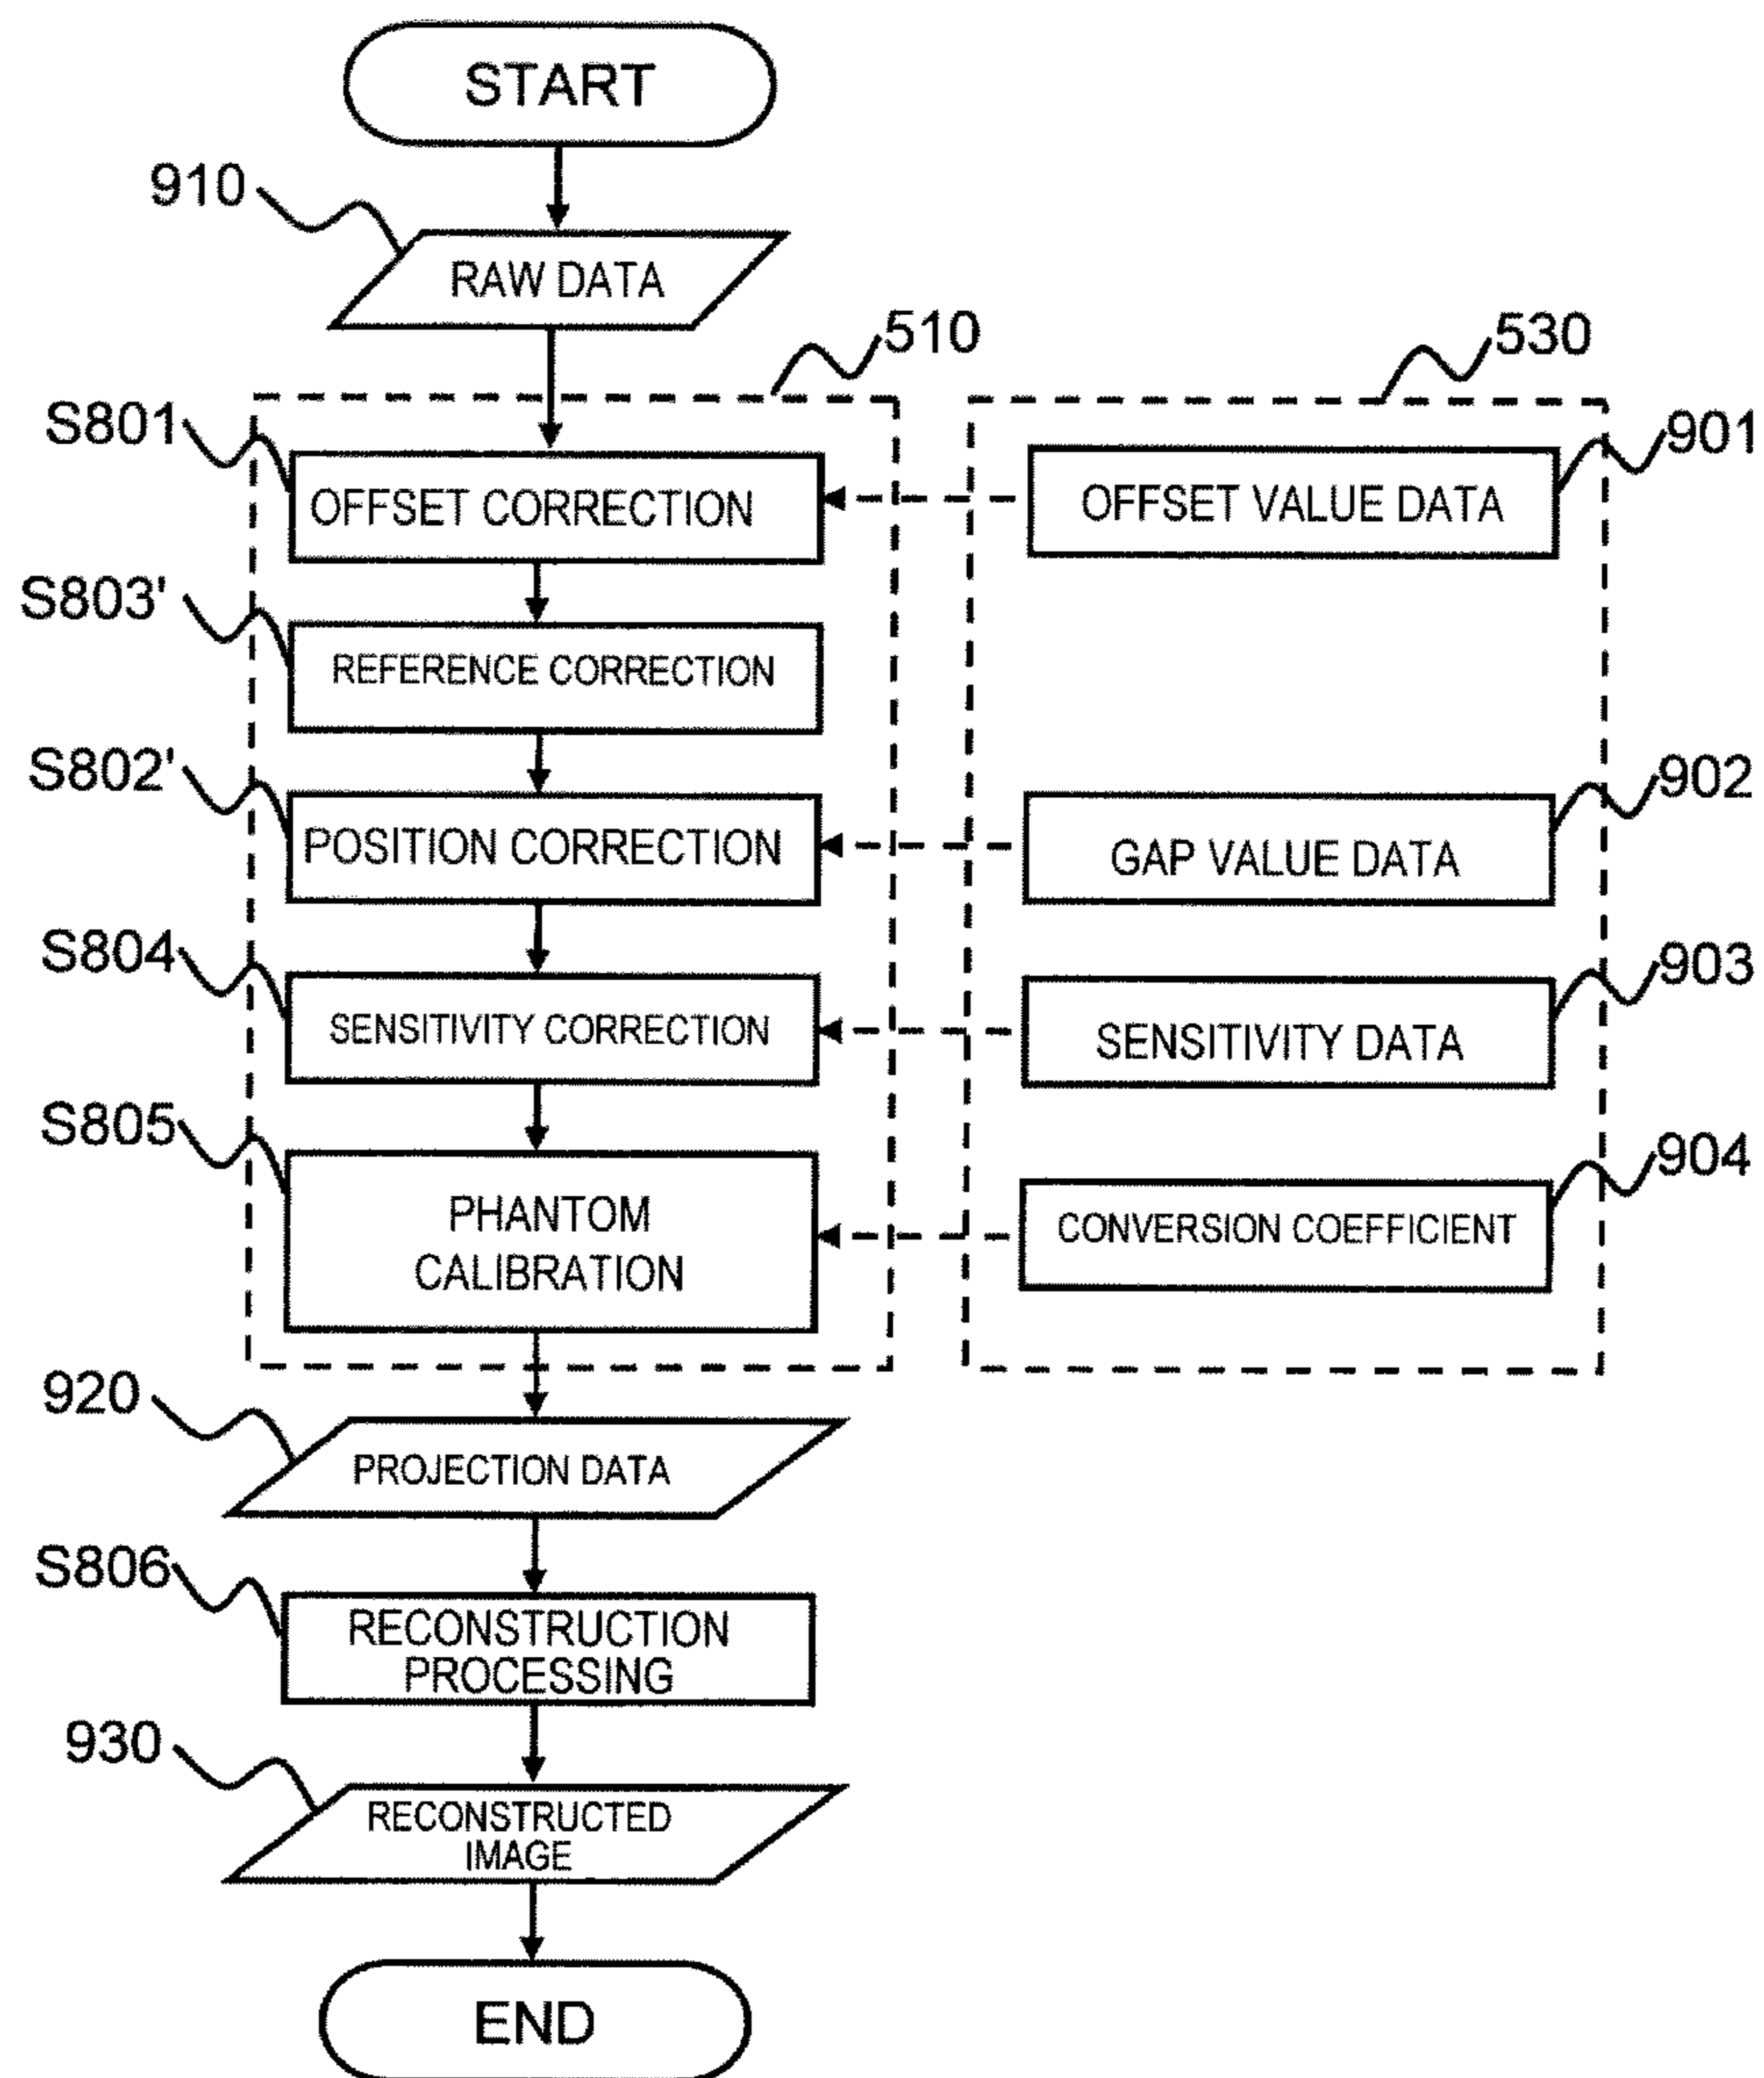 START
910
RAW DATA
510
530
S801
OFFSET CORRECTION
OFFSET VALUE DATA
901
S803'
REFERENCE CORRECTION
S802'
POSITION CORRECTION
GAP VALUE DATA
902
S804
SENSITIVITY CORRECTION
SENSITIVITY DATA
903
S805
PHANTOM
CALIBRATION
CONVERSION COEFFICIENT
904
920
PROJECTION DATA
S806
RECONSTRUCTION
PROCESSING
930
RECONSTRUCTED
IMAGE
END